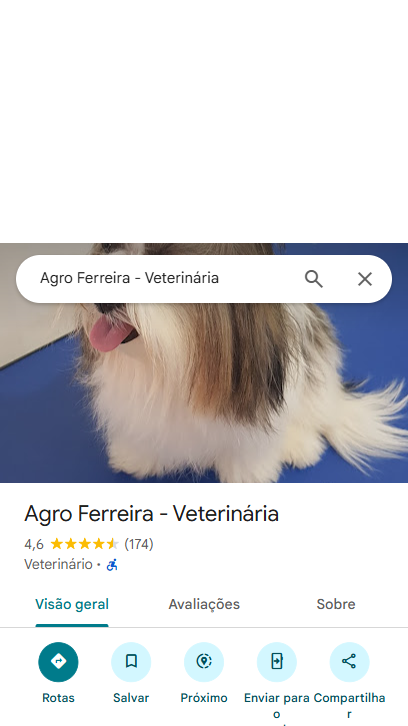 Agro Ferreira - Veterinária
Agro Ferreira - Veterinária
4,6 (174)
Veterinário ·
Visão geral Avaliações Sobre
Rotas Salvar Próximo Enviar para o Compartilhar